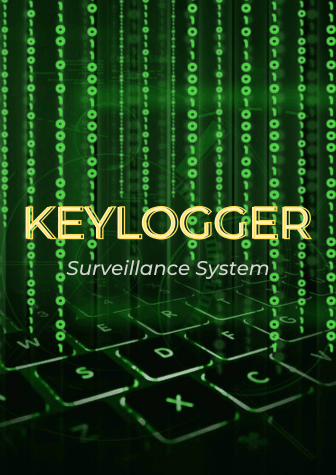 KEYLOGGER
Surveillance System
W E R
S D F G
Z X C V